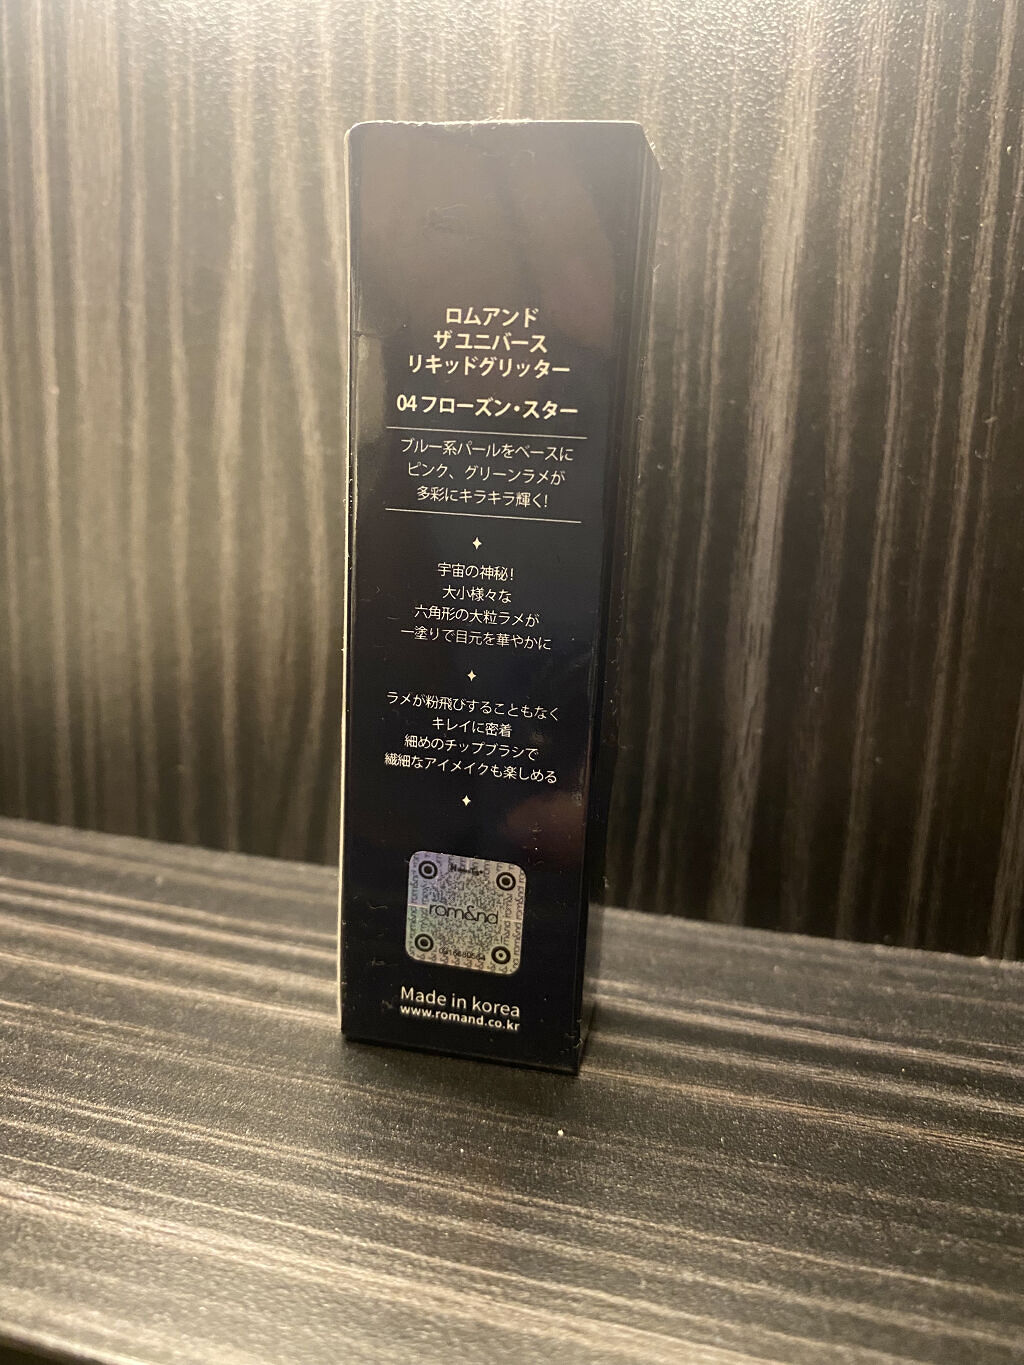 ロムアンド
ザ ユニバース
リキッドグリッター
04 フローズン・スター
ブルー系パールをベースに
ピンク、グリーンラメが
多彩にキラキラ輝く!
宇宙の神秘!
大小様々な
六角形の大粒ラメが
一塗りで目元を華やかに
ラメが粉飛びすることもなく
キレイに密着
細めのチップブラシで
繊細なアイメイクも楽しめる
rom&nd
Made in korea
www.romand.co.kr